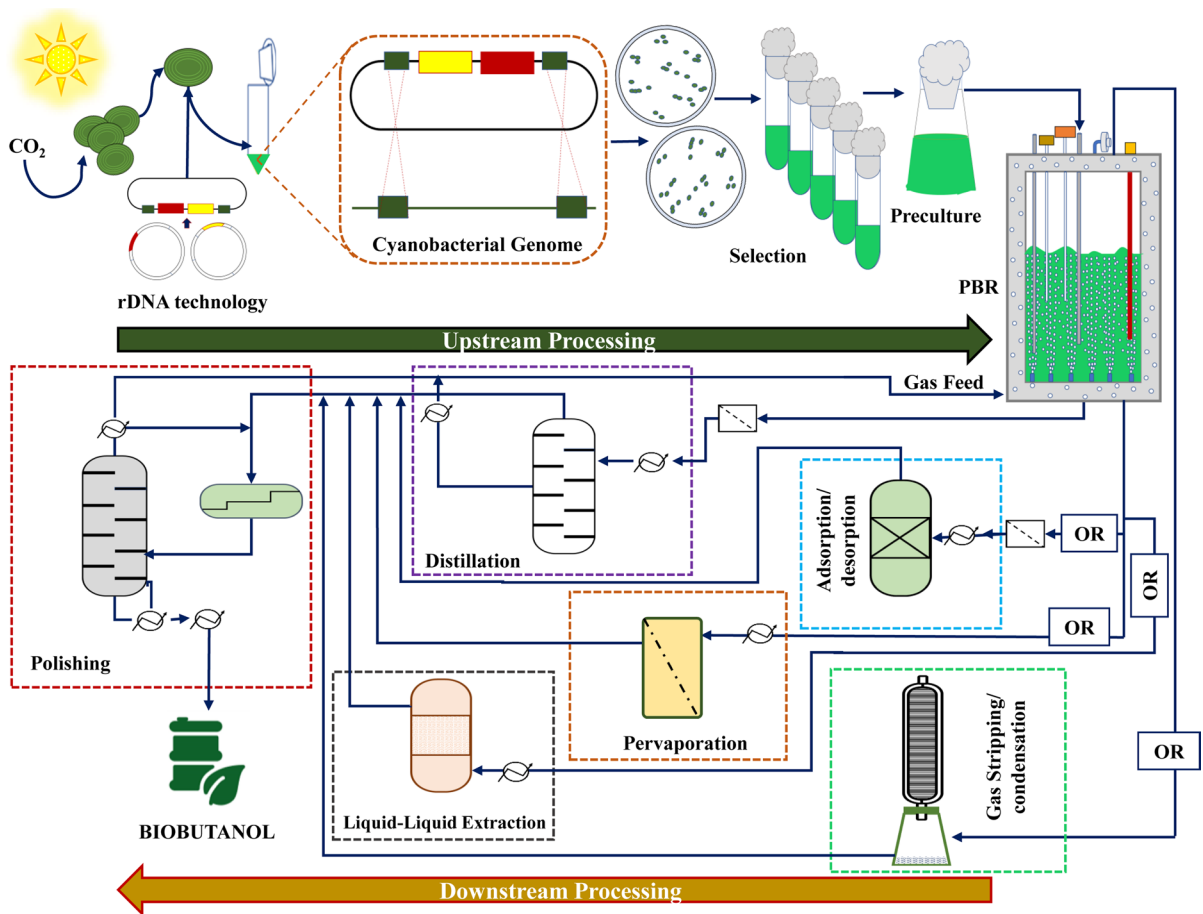 CO₂
rDNA technology
Cyanobacterial Genome
Selection
Preculture
PBR
Upstream Processing
Gas Feed
Distillation
Adsorption/
desorption
OR
OR
OR
Polishing
Pervaporation
Liquid-Liquid Extraction
Gas Stripping/
condensation
OR
BIOBUTANOL
Downstream Processing